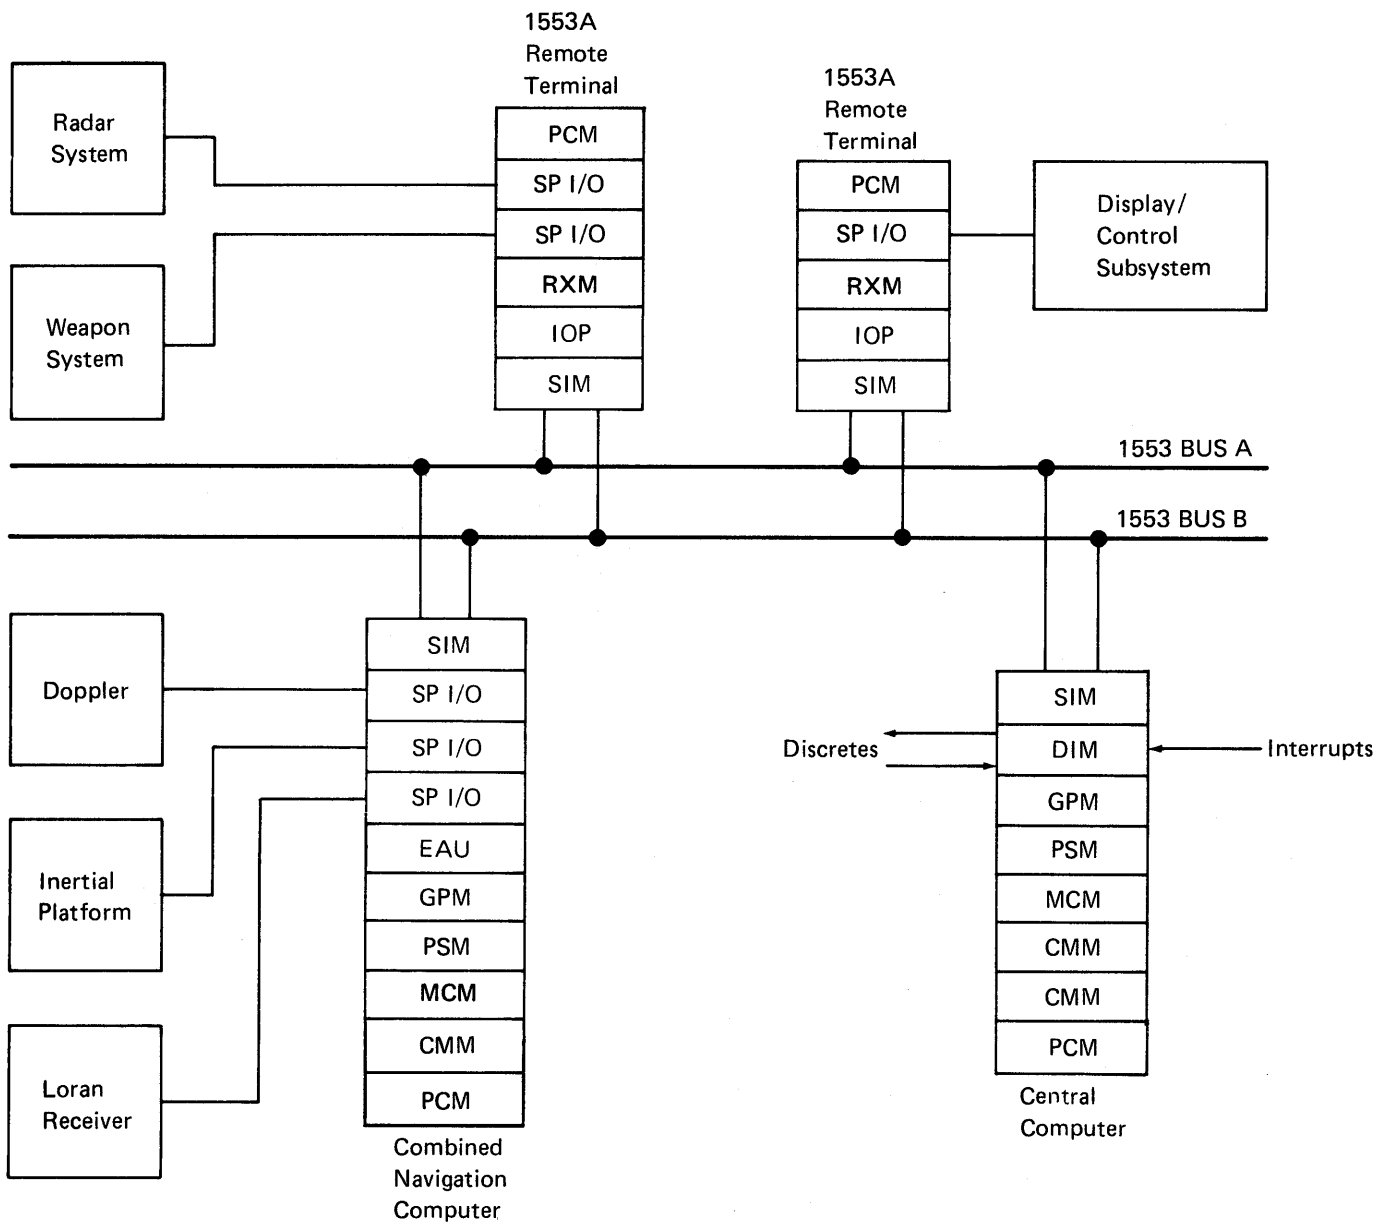 1553A
Remote
Terminal
PCM
SP I/O
SP I/O
RXM
IOP
SIM
Radar
System
Weapon
System
1553A
Remote
Terminal
PCM
SP I/O
RXM
IOP
SIM
Display/
Control
Subsystem
1553 BUS A
1553 BUS B
Doppler
Inertial
Platform
Loran
Receiver
SIM
SP I/O
SP I/O
SP I/O
EAU
GPM
PSM
MCM
CMM
PCM
Combined
Navigation
Computer
Discretes
SIM
DIM
GPM
PSM
MCM
CMM
CMM
PCM
Interrupts
Central
Computer